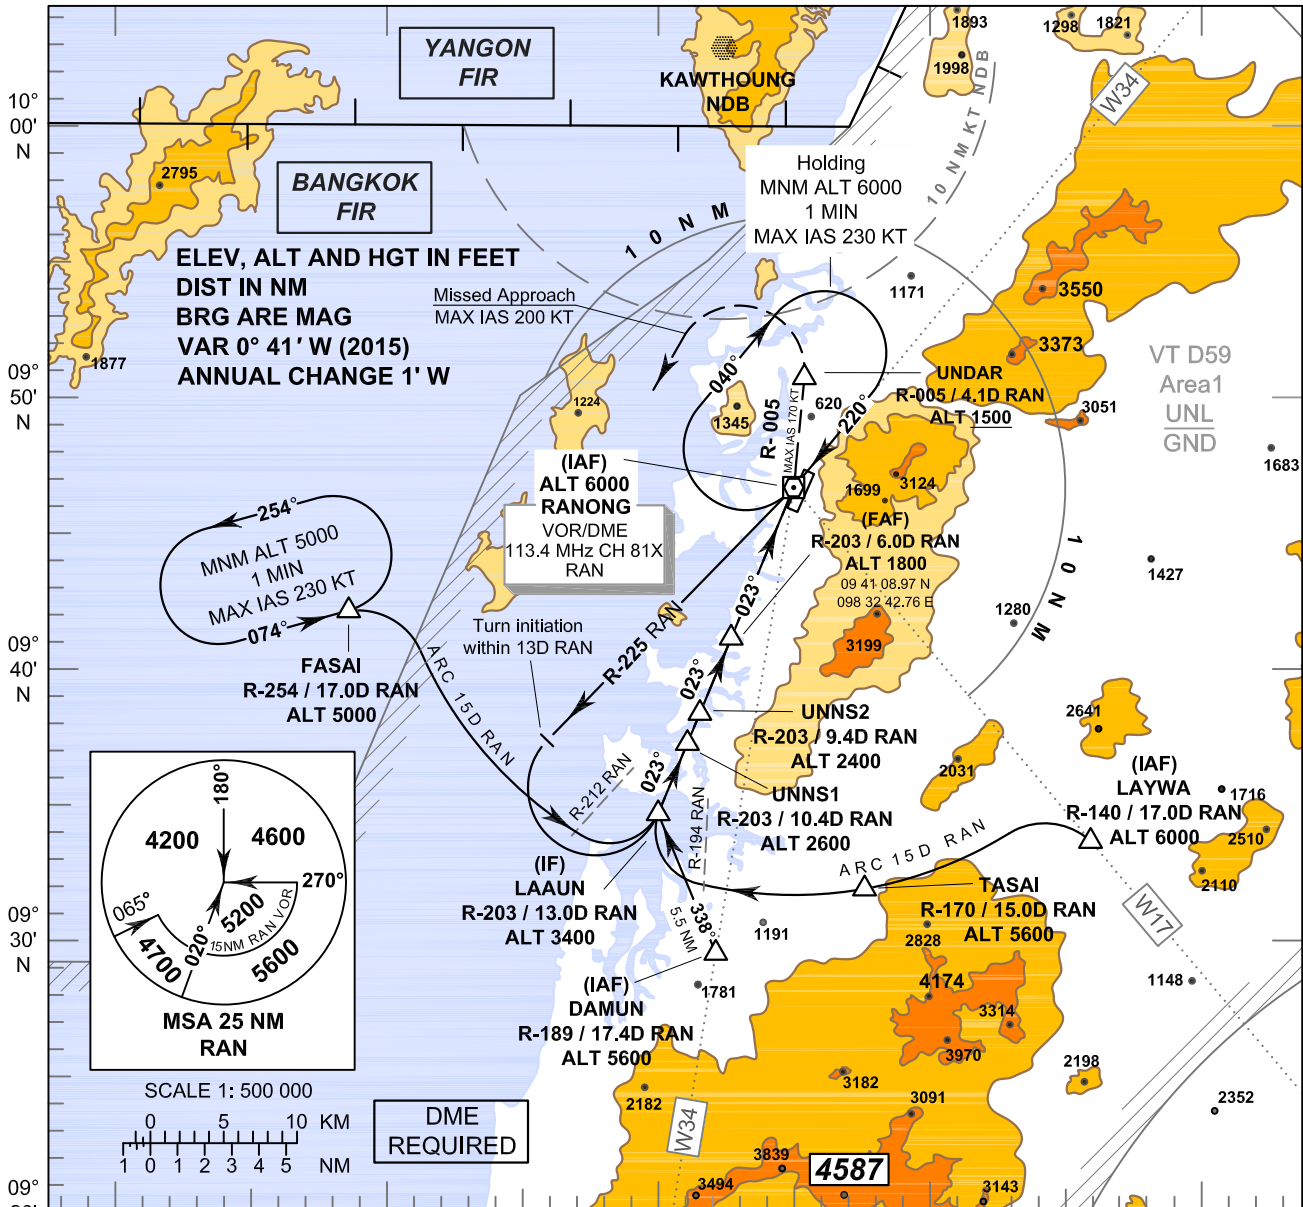 YANGON
FIR
KAWTHOUNG
NDB
1893
1998
1298
1821
W34
10 NM KT NDB
10°
00'
N
2795
BANGKOK
FIR
ELEV, ALT AND HGT IN FEET
DIST IN NM
BRG ARE MAG
VAR 0° 41' W (2015)
ANNUAL CHANGE 1' W
1877
10 NM
Holding
MNM ALT 6000
1 MIN
MAX IAS 230 KT
Missed Approach
MAX IAS 200 KT
1171
3550
3373
3051
VT D59
Area1
UNL
GND
1683
09°
50'
N
1224
1345
040°
220°
R-005
MAX IAS 170 KT
620
UNDAR
R-005 / 4.1D RAN
ALT 1500
(IAF)
ALT 6000
RANONG
VOR/DME
113.4 MHz CH 81X
RAN
3124
1699
(FAF)
R-203 / 6.0D RAN
ALT 1800
09 41 08.97 N
098 32 42.76 E
3199
10 NM
1427
1280
254°
MNM ALT 5000
1 MIN
MAX IAS 230 KT
074°
FASAI
R-254 / 17.0D RAN
ALT 5000
ARC 15D RAN
Turn initiation
within 13D RAN
R-225 RAN
023°
023°
023°
09°
40'
N
UNNS2
R-203 / 9.4D RAN
ALT 2400
UNNS1
R-203 / 10.4D RAN
ALT 2600
2641
2031
(IAF)
LAYWA
R-140 / 17.0D RAN
ALT 6000
1716
2510
2110
R-212 RAN
R-194 RAN
ARC 15D RAN
(IF)
LAAUN
R-203 / 13.0D RAN
ALT 3400
338°
5.5 NM
TASAI
R-170 / 15.0D RAN
ALT 5600
W17
1191
2828
4174
3314
3970
1148
(IAF)
DAMUN
R-189 / 17.4D RAN
ALT 5600
1781
180°
4200
4600
270°
065°
020°
5200
15NM RAN VOR
4700
5600
MSA 25 NM
RAN
09°
30'
N
SCALE 1: 500 000
0 5 10 KM
1 0 1 2 3 4 5 NM
DME
REQUIRED
2182
W34
3182
3091
2198
2352
3839
3494
4587
3143
09°